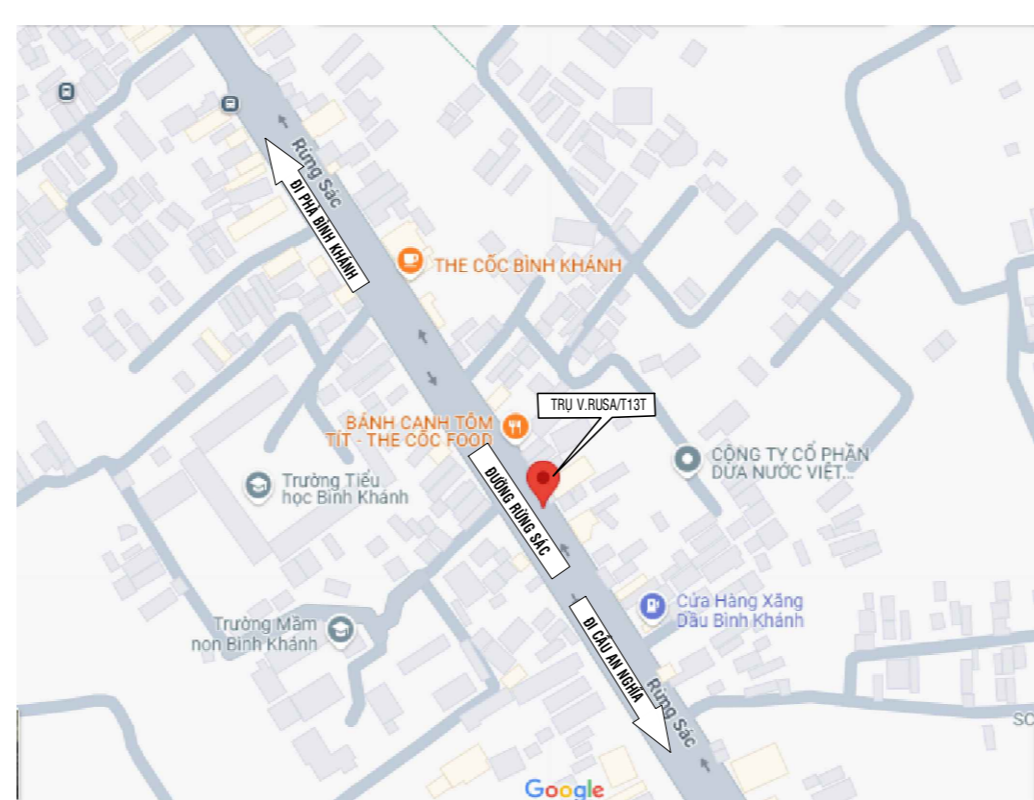 Rừng Sác
ĐI PHÀ BÌNH KHÁNH
THE CỐC BÌNH KHÁNH
TRỤ V.RUSA/T13T
BÁNH CANH TÔM
TÍT - THE CỐC FOOD
CÔNG TY CỔ PHẦN
DỪA NƯỚC VIỆT...
Trường Tiểu
học Bình Khánh
ĐƯỜNG RỪNG SÁC
Cửa Hàng Xăng
Dầu Bình Khánh
Trường Mầm
non Bình Khánh
ĐI CẦU AN NGHĨA
Rừng Sác
SC
Google